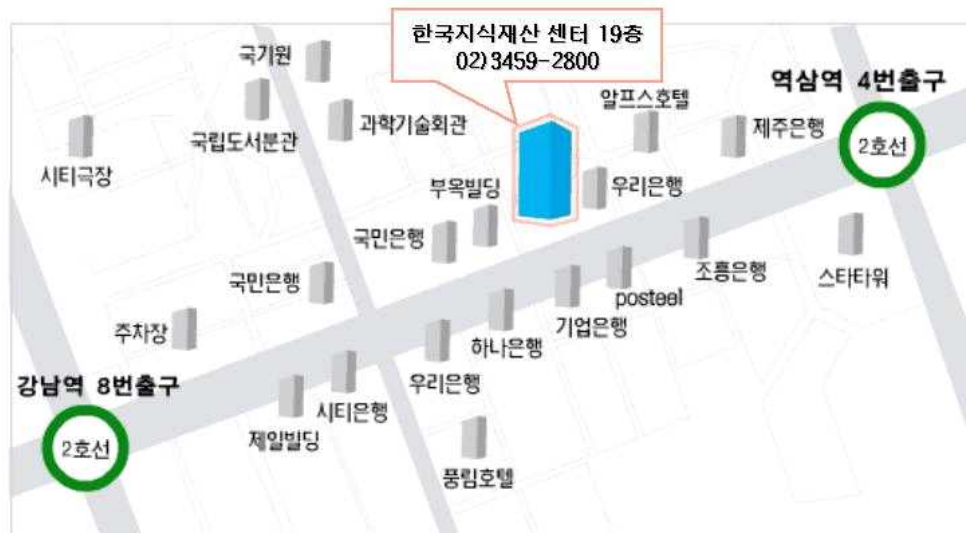 한국지식재산 센터 19층
02)3459-2800
국기원
역삼역 4번출구
알프스호텔
제주은행
과학기술회관
국립도서분관
2호선
시티극장
부옥빌딩
우리은행
국민은행
조흥은행
스타타워
국민은행
posteel
기업은행
주차장
하나은행
우리은행
강남역 8번출구
시티은행
제일빌딩
2호선
풍림호텔